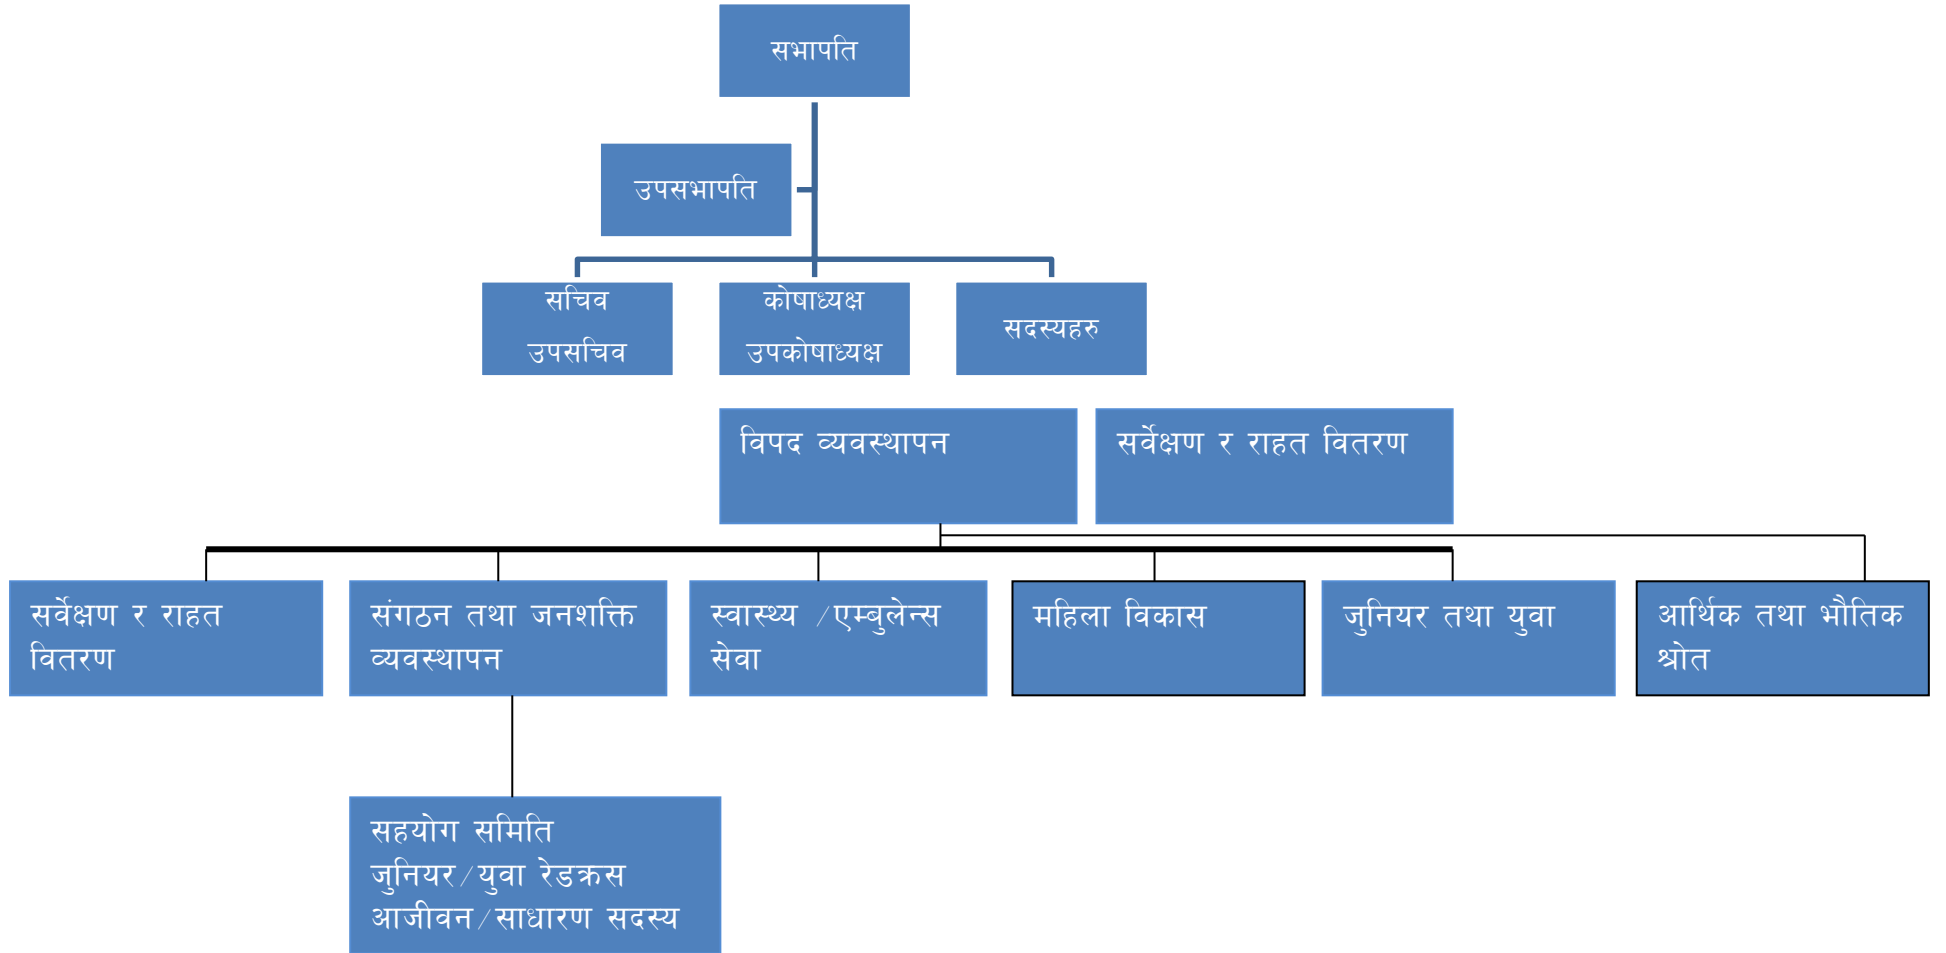 सभापति
उपसभापति
सचिव
उपसचिव
कोषाध्यक्ष
उपकोषाध्यक्ष
सदस्यहरु
विपद व्यवस्थापन
सर्वेक्षण र राहत वितरण
सर्वेक्षण र राहत
वितरण
संगठन तथा जनशक्ति
व्यवस्थापन
स्वास्थ्य /एम्बुलेन्स
सेवा
महिला विकास
जुनियर तथा युवा
आर्थिक तथा भौतिक
श्रोत
सहयोग समिति
जुनियर/युवा रेडक्रस
आजीवन/साधारण सदस्य